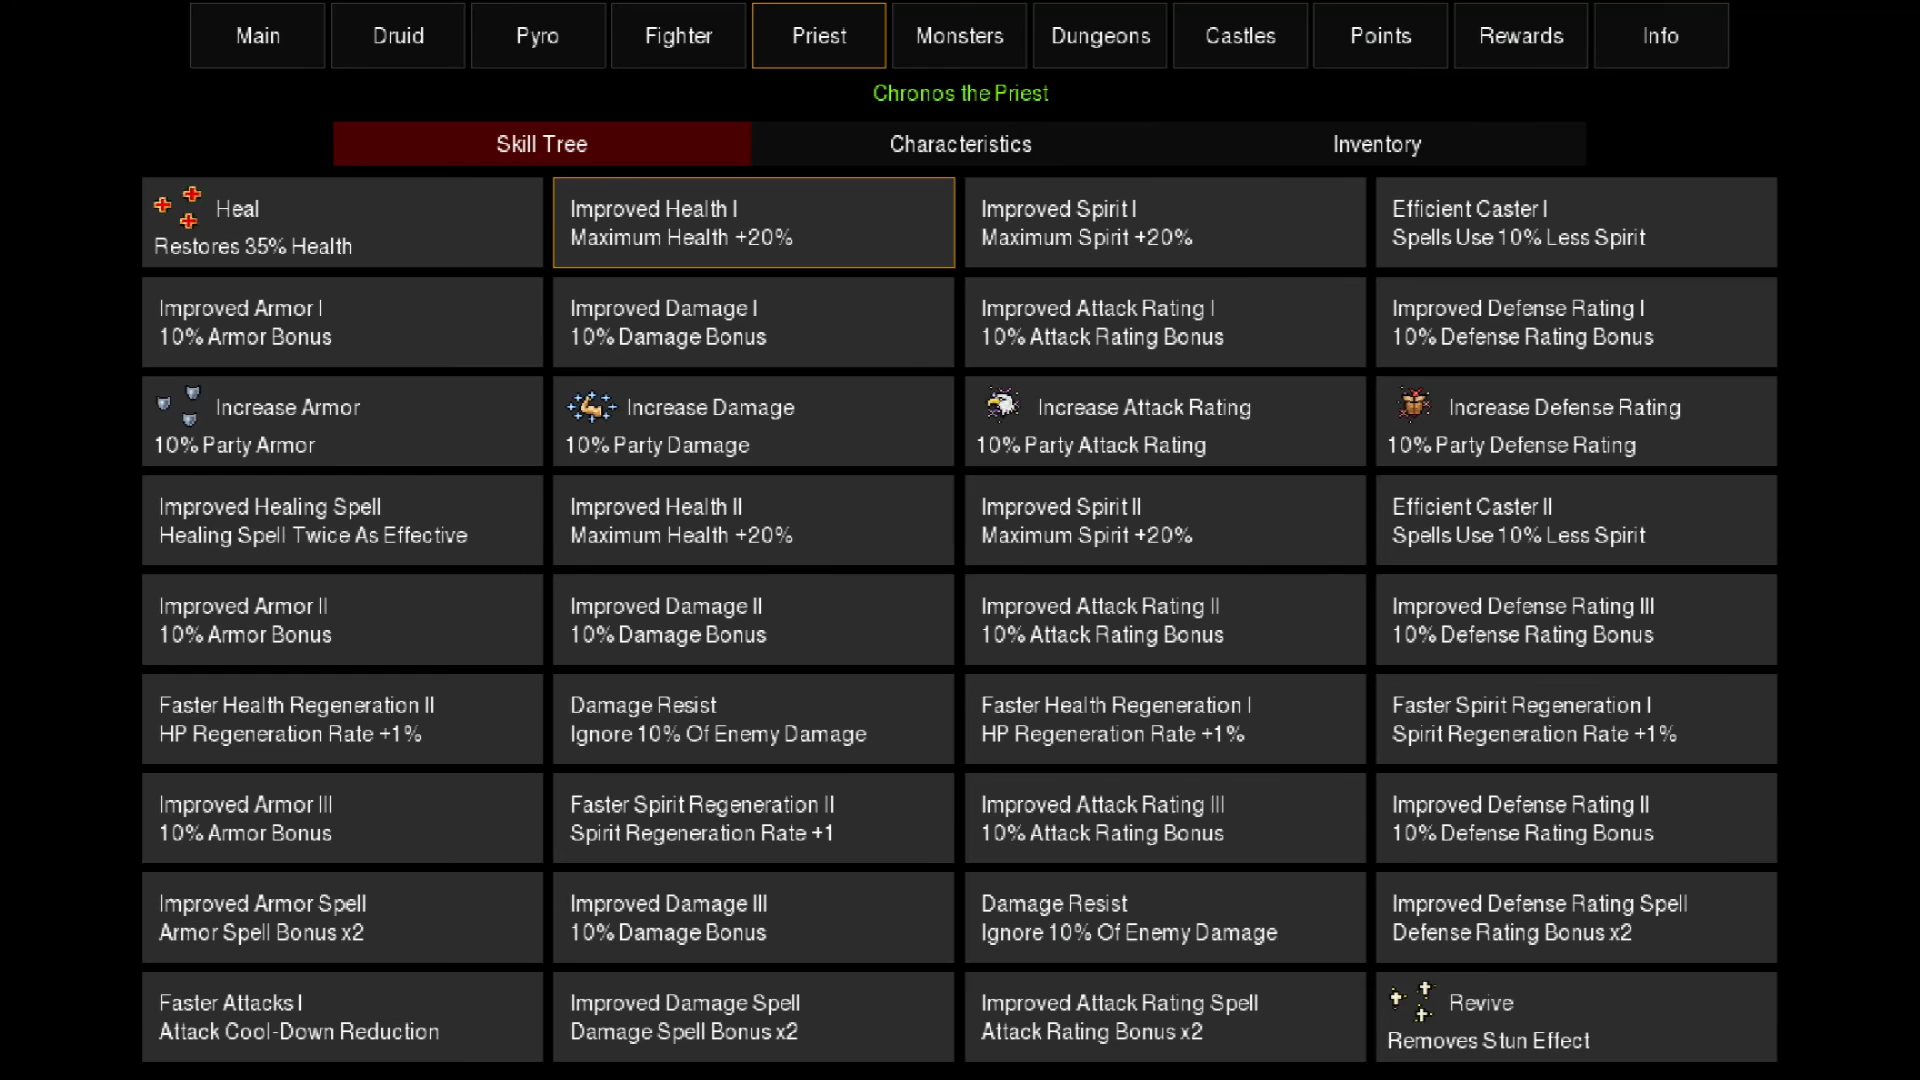 Main
Druid
Pyro
Fighter
Priest
Monsters
Dungeons
Castles
Points
Rewards
Info
Chronos the Priest
Skill Tree
Characteristics
Inventory
Heal
Restores 35% Health
Improved Health I
Maximum Health +20%
Improved Spirit I
Maximum Spirit +20%
Efficient Caster I
Spells Use 10% Less Spirit
Improved Armor I
10% Armor Bonus
Improved Damage I
10% Damage Bonus
Improved Attack Rating I
10% Attack Rating Bonus
Improved Defense Rating I
10% Defense Rating Bonus
Increase Armor
10% Party Armor
Increase Damage
10% Party Damage
Increase Attack Rating
10% Party Attack Rating
Increase Defense Rating
10% Party Defense Rating
Improved Healing Spell
Healing Spell Twice As Effective
Improved Health II
Maximum Health +20%
Improved Spirit II
Maximum Spirit +20%
Efficient Caster II
Spells Use 10% Less Spirit
Improved Armor II
10% Armor Bonus
Improved Damage II
10% Damage Bonus
Improved Attack Rating II
10% Attack Rating Bonus
Improved Defense Rating III
10% Defense Rating Bonus
Faster Health Regeneration II
HP Regeneration Rate +1%
Damage Resist
Ignore 10% Of Enemy Damage
Faster Health Regeneration I
HP Regeneration Rate +1%
Faster Spirit Regeneration I
Spirit Regeneration Rate +1%
Improved Armor III
10% Armor Bonus
Faster Spirit Regeneration II
Spirit Regeneration Rate +1
Improved Attack Rating III
10% Attack Rating Bonus
Improved Defense Rating II
10% Defense Rating Bonus
Improved Armor Spell
Armor Spell Bonus x2
Improved Damage III
10% Damage Bonus
Damage Resist
Ignore 10% Of Enemy Damage
Improved Defense Rating Spell
Defense Rating Bonus x2
Faster Attacks I
Attack Cool-Down Reduction
Improved Damage Spell
Damage Spell Bonus x2
Improved Attack Rating Spell
Attack Rating Bonus x2
Revive
Removes Stun Effect